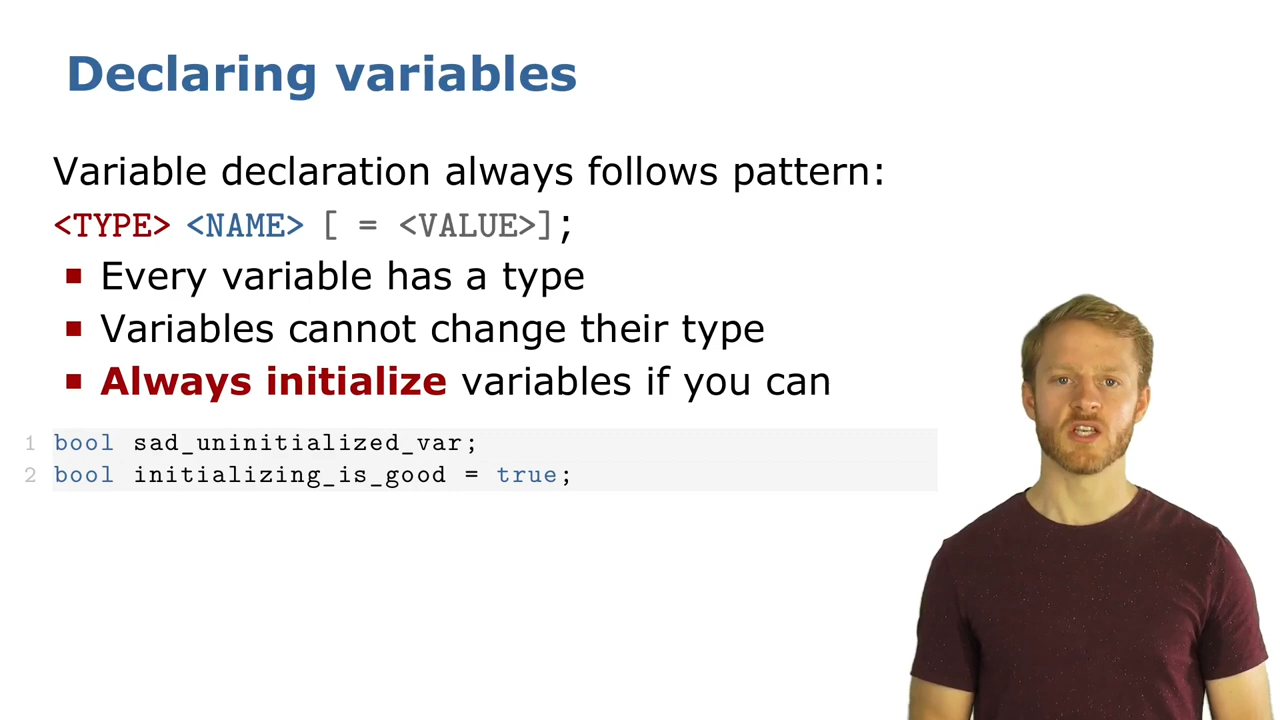 Declaring variables
Variable declaration always follows pattern:
<TYPE> <NAME> [ = <VALUE>];
Every variable has a type
Variables cannot change their type
Always initialize variables if you can
1 bool sad_uninitialized_var;
2 bool initializing_is_good = true;